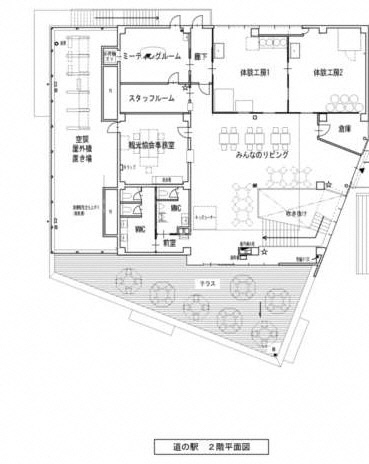 ミーティングルーム
廊下
体験工房1
体験工房2
スタッフルーム
倉庫
空調
屋外機
置き場
観光協会事務室
みんなのリビング
WC
WC
前室
吹き抜け
テラス
道の駅 2階平面図